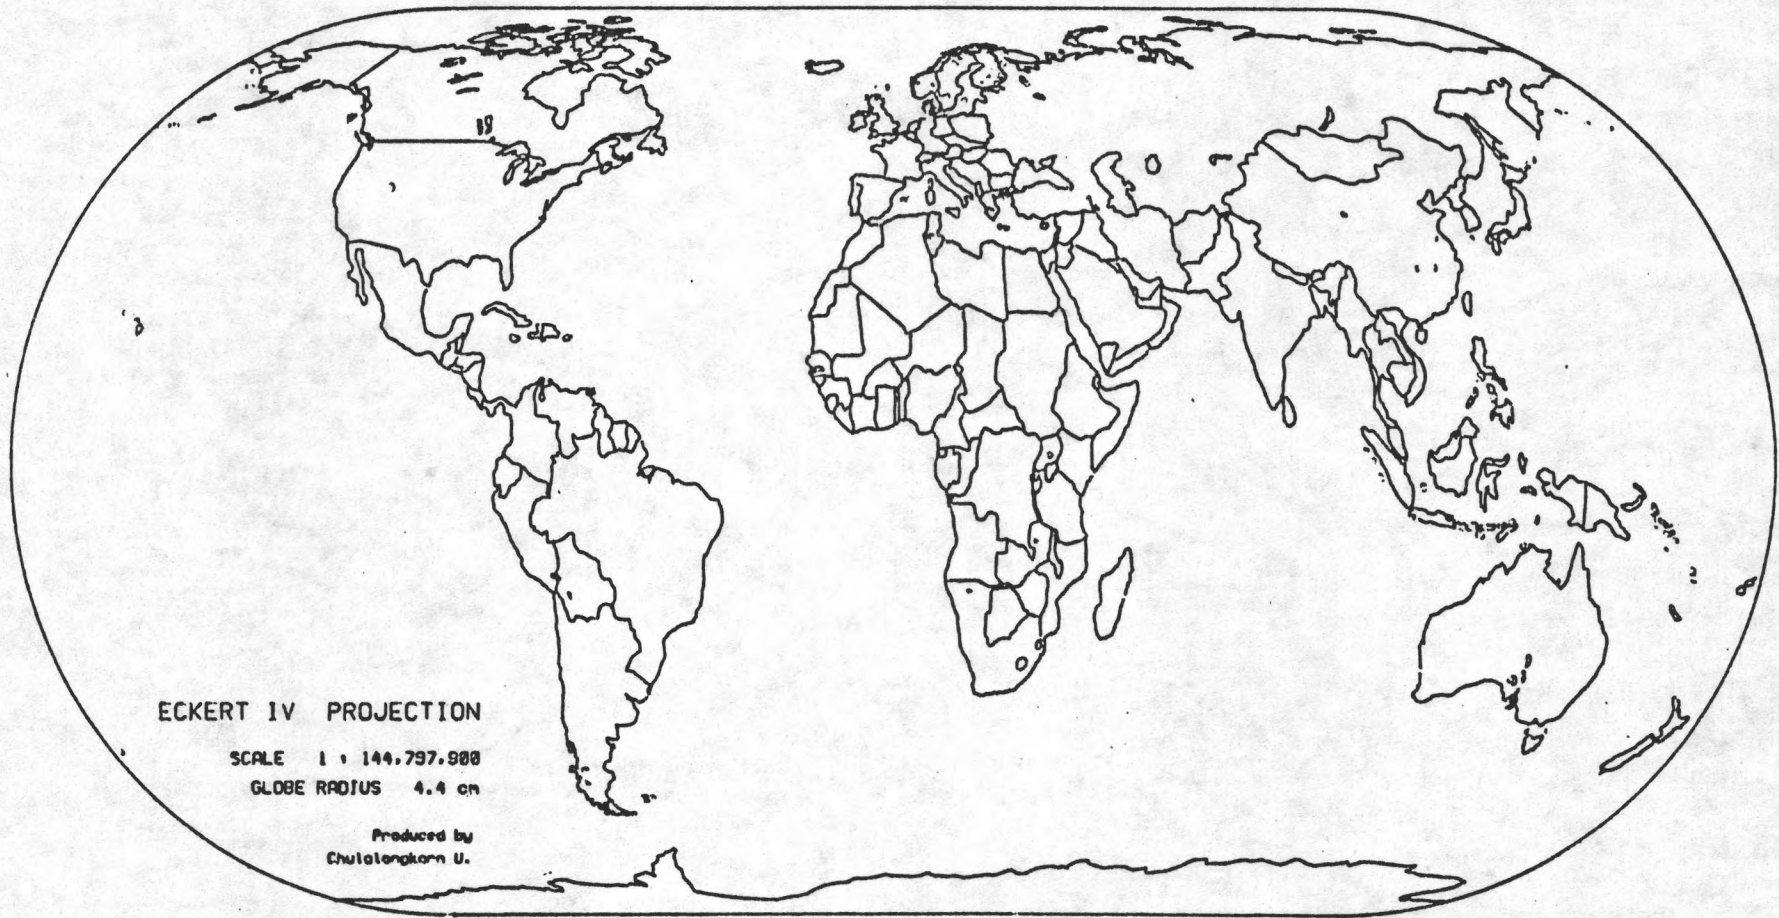 ECKERT IV PROJECTION
SCALE 1 : 144,797,900
GLOBE RADIUS 4.4 cm
Produced by
Chulalongkorn U.